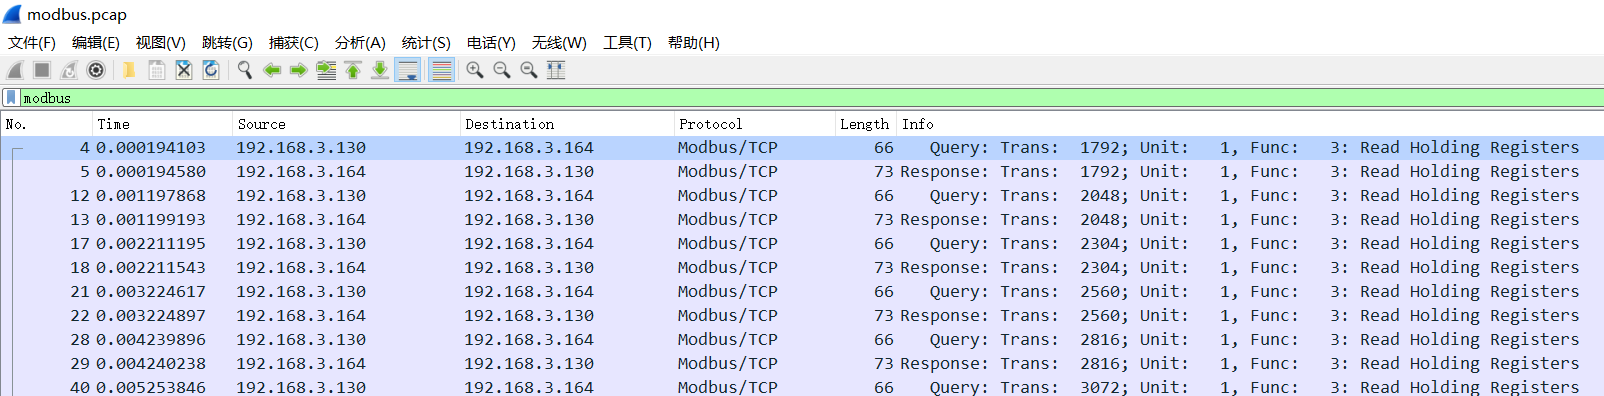 modbus.pcap
文件(F) 编辑(E) 视图(V) 跳转(G) 捕获(C) 分析(A) 统计(S) 电话(Y) 无线(W) 工具(T) 帮助(H)
modbus
No. Time Source Destination Protocol Length Info
4 0.000194103 192.168.3.130 192.168.3.164 Modbus/TCP 66 Query: Trans: 1792; Unit: 1, Func: 3: Read Holding Registers
5 0.000194580 192.168.3.164 192.168.3.130 Modbus/TCP 73 Response: Trans: 1792; Unit: 1, Func: 3: Read Holding Registers
12 0.001197868 192.168.3.130 192.168.3.164 Modbus/TCP 66 Query: Trans: 2048; Unit: 1, Func: 3: Read Holding Registers
13 0.001199193 192.168.3.164 192.168.3.130 Modbus/TCP 73 Response: Trans: 2048; Unit: 1, Func: 3: Read Holding Registers
17 0.002211195 192.168.3.130 192.168.3.164 Modbus/TCP 66 Query: Trans: 2304; Unit: 1, Func: 3: Read Holding Registers
18 0.002211543 192.168.3.164 192.168.3.130 Modbus/TCP 73 Response: Trans: 2304; Unit: 1, Func: 3: Read Holding Registers
21 0.003224617 192.168.3.130 192.168.3.164 Modbus/TCP 66 Query: Trans: 2560; Unit: 1, Func: 3: Read Holding Registers
22 0.003224897 192.168.3.164 192.168.3.130 Modbus/TCP 73 Response: Trans: 2560; Unit: 1, Func: 3: Read Holding Registers
28 0.004239896 192.168.3.130 192.168.3.164 Modbus/TCP 66 Query: Trans: 2816; Unit: 1, Func: 3: Read Holding Registers
29 0.004240238 192.168.3.164 192.168.3.130 Modbus/TCP 73 Response: Trans: 2816; Unit: 1, Func: 3: Read Holding Registers
40 0.005253846 192.168.3.130 192.168.3.164 Modbus/TCP 66 Query: Trans: 3072; Unit: 1, Func: 3: Read Holding Registers